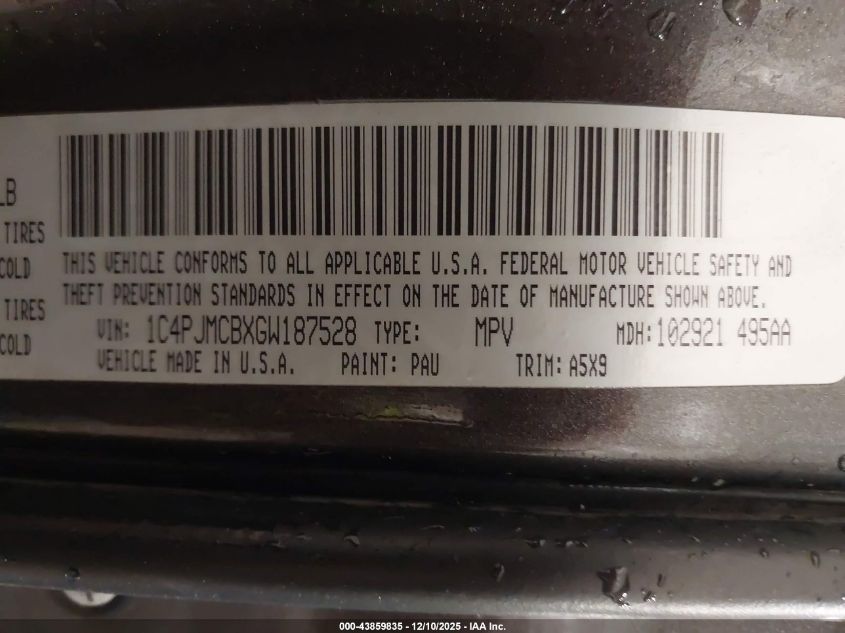 LB
TIRES
COLD
TIRES
COLD
THIS VEHICLE CONFORMS TO ALL APPLICABLE U.S.A. FEDERAL MOTOR VEHICLE SAFETY AND
THEFT PREVENTION STANDARDS IN EFFECT ON THE DATE OF MANUFACTURE SHOWN ABOVE.
VIN: 1C4PJMCBXGW187528 TYPE: MPV MDH:102921 495AA
VEHICLE MADE IN U.S.A. PAINT: PAU TRIM: A5X9
000-43859835 - 12/10/2025 - IAA Inc.